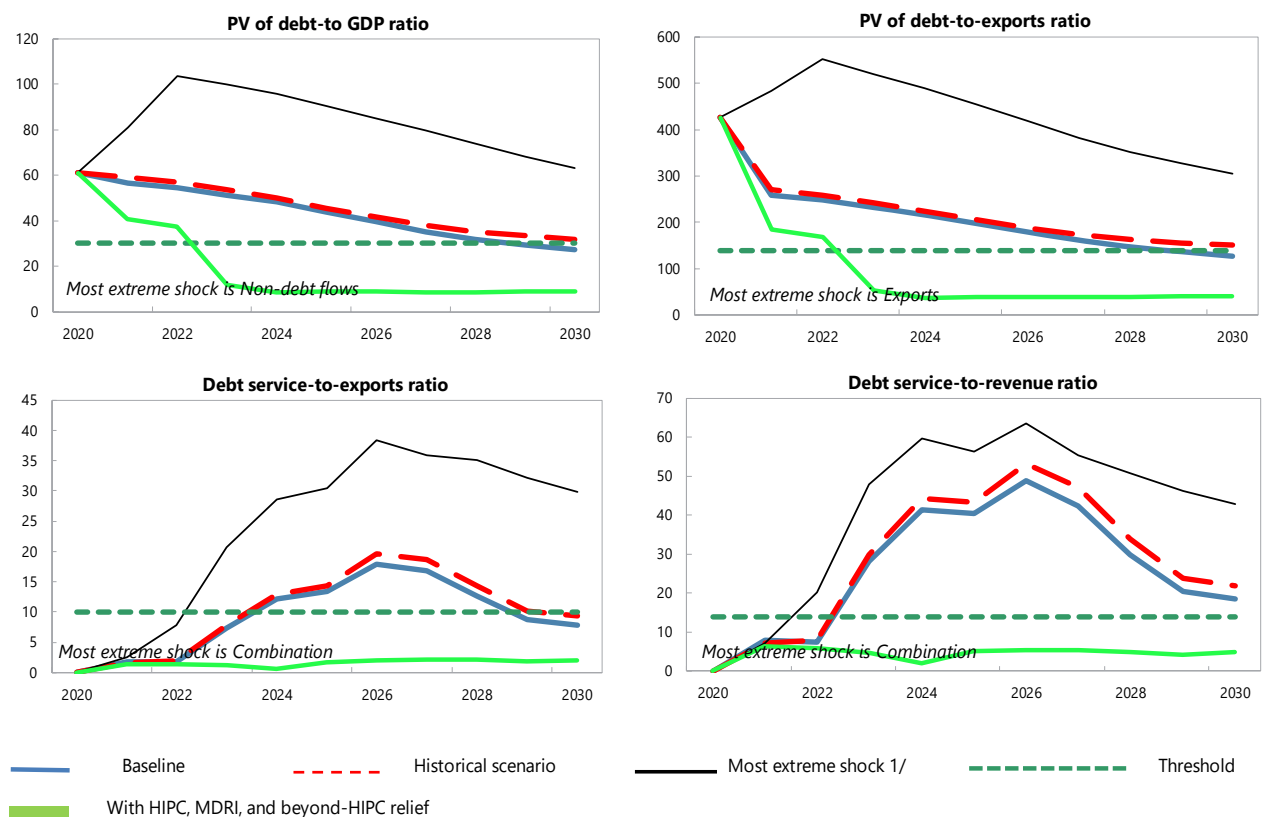 PV of debt-to GDP ratio
120
100
80
60
40
20
0
Most extreme shock is Non-debt flows
2020 2022 2024 2026 2028 2030
PV of debt-to-exports ratio
600
500
400
300
200
100
0
Most extreme shock is Exports
2020 2022 2024 2026 2028 2030
Debt service-to-exports ratio
45
40
35
30
25
20
15
10
5
0
Most extreme shock is Combination
2020 2022 2024 2026 2028 2030
Debt service-to-revenue ratio
70
60
50
40
30
20
10
0
Most extreme shock is Combination
2020 2022 2024 2026 2028 2030
Baseline Historical scenario Most extreme shock 1/ Threshold
With HIPC, MDRI, and beyond-HIPC relief